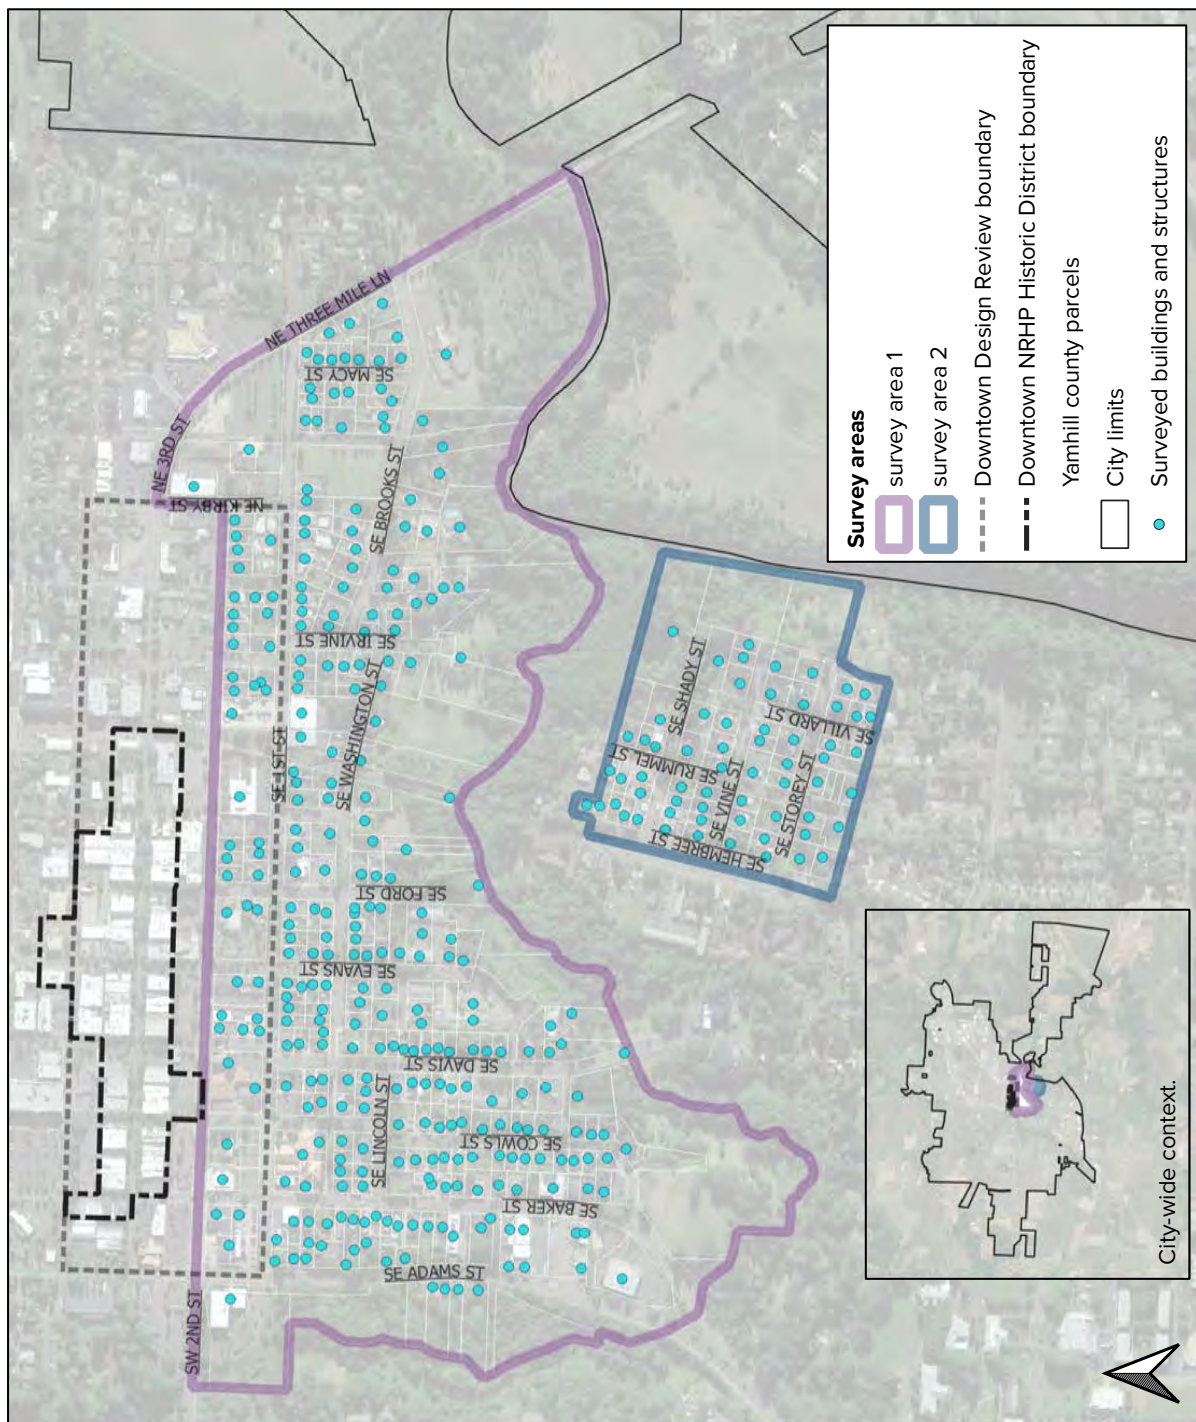 NE 3RD ST
NE THREE MILE LN
NE KIRBY ST
SE MACY ST
SE BROOKS ST
SE IRVINE ST
SE 1ST ST
SE WASHINGTON ST
SE FORD ST
SE EVANS ST
SE DAVIS ST
SE LINCOLN ST
SE COWLS ST
SE BAKER ST
SE ADAMS ST
SW 2ND ST
SE SHADY ST
SE RUMMEL ST
SE VILLARD ST
SE VINE ST
SE STOREY ST
SE HEMBREE ST
Survey areas
survey area 1
survey area 2
Downtown Design Review boundary
Downtown NRHP Historic District boundary
Yamhill county parcels
City limits
Surveyed buildings and structures
City-wide context.